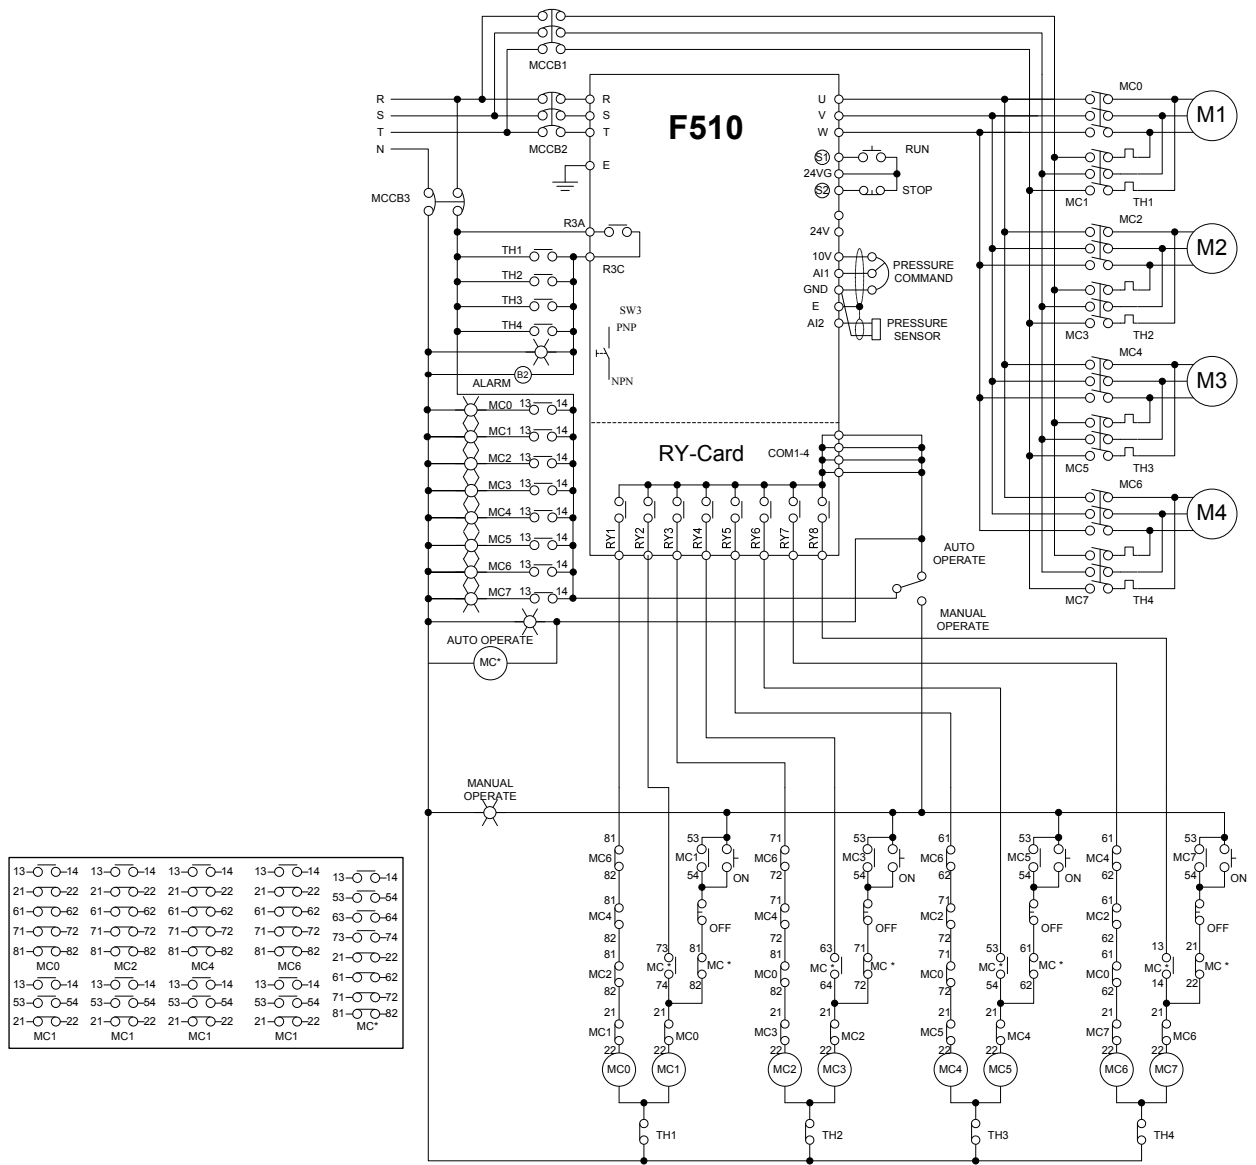 MCCB1
R
S
T
N
MCCB2
R
S
T
E
F510
U
V
W
S1
24VG
S2
RUN
STOP
24V
10V
AI1
GND
E
AI2
PRESSURE
COMMAND
PRESSURE
SENSOR
MCCB3
R3A
R3C
TH1
TH2
TH3
TH4
SW3
PNP
NPN
B2
ALARM
MC0 13 14
MC1 13 14
MC2 13 14
MC3 13 14
MC4 13 14
MC5 13 14
MC6 13 14
MC7 13 14
RY-Card
COM1-4
RY1 RY2 RY3 RY4 RY5 RY6 RY7 RY8
AUTO
OPERATE
MANUAL
OPERATE
AUTO OPERATE
MC*
MC0
M1
MC1 TH1
MC2
M2
MC3 TH2
MC4
M3
MC5 TH3
MC6
M4
MC7 TH4
MANUAL
OPERATE
81
MC6
82
81
MC4
82
81
MC2
82
21
MC1
22
MC0
53
MC1
54
ON
OFF
73
MC*
74
81
MC*
82
21
MC0
22
MC1
TH1
71
MC6
72
71
MC4
72
71
MC0
82
21
MC3
22
MC2
53
MC3
54
ON
OFF
63
MC*
64
71
MC*
72
21
MC2
22
MC3
TH2
61
MC6
62
71
MC2
72
71
MC0
72
21
MC5
22
MC4
53
MC5
54
ON
OFF
53
MC*
54
61
MC*
62
21
MC4
22
MC5
TH3
61
MC4
62
61
MC2
62
61
MC0
62
21
MC7
22
MC6
53
MC7
54
ON
OFF
13
MC*
14
21
MC*
22
21
MC6
22
MC7
TH4
13 14 13 14 13 14 13 14
21 22 21 22 21 22 21 22
61 62 61 62 61 62 61 62
71 72 71 72 71 72 71 72
81 82 81 82 81 82 81 82
MC0 MC2 MC4 MC6
13 14 13 14 13 14 13 14
53 54 53 54 53 54 53 54
21 22 21 22 21 22 21 22
MC1 MC1 MC1 MC1
13 14
53 54
63 64
73 74
21 22
61 62
71 72
81 82
MC*